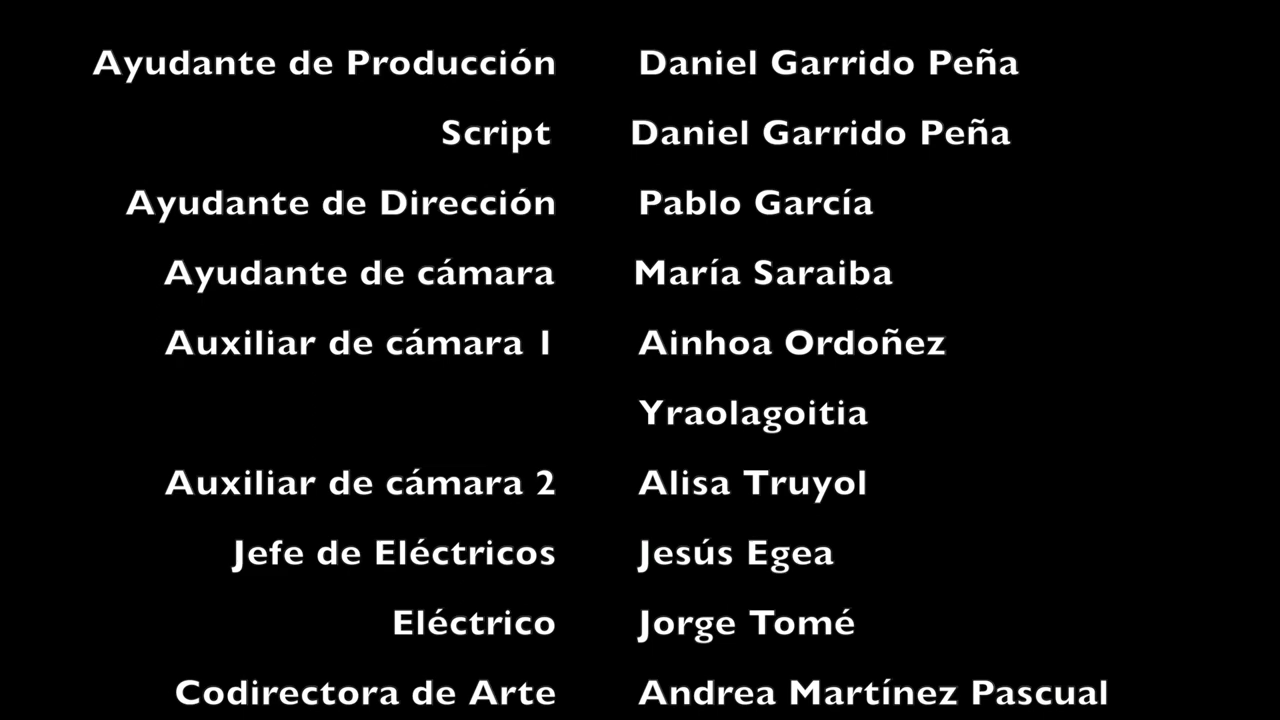 Ayudante de Producción Daniel Garrido Peña
Script Daniel Garrido Peña
Ayudante de Dirección Pablo García
Ayudante de cámara María Saraiba
Auxiliar de cámara 1 Ainhoa Ordoñez
Yraolagoitia
Auxiliar de cámara 2 Alisa Truyol
Jefe de Eléctricos Jesús Egea
Eléctrico Jorge Tomé
Codirectora de Arte Andrea Martínez Pascual